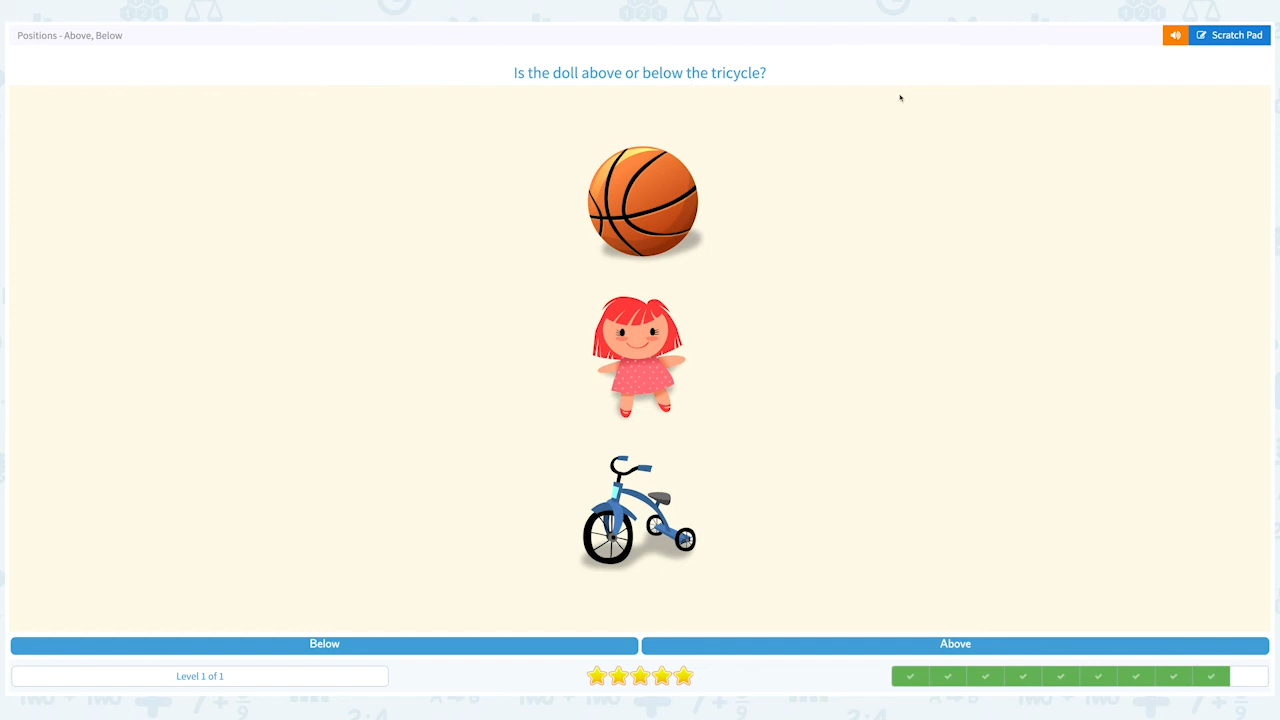 Positions - Above, Below
Scratch Pad
Is the doll above or below the tricycle?
Below
Above
Level 1 of 1